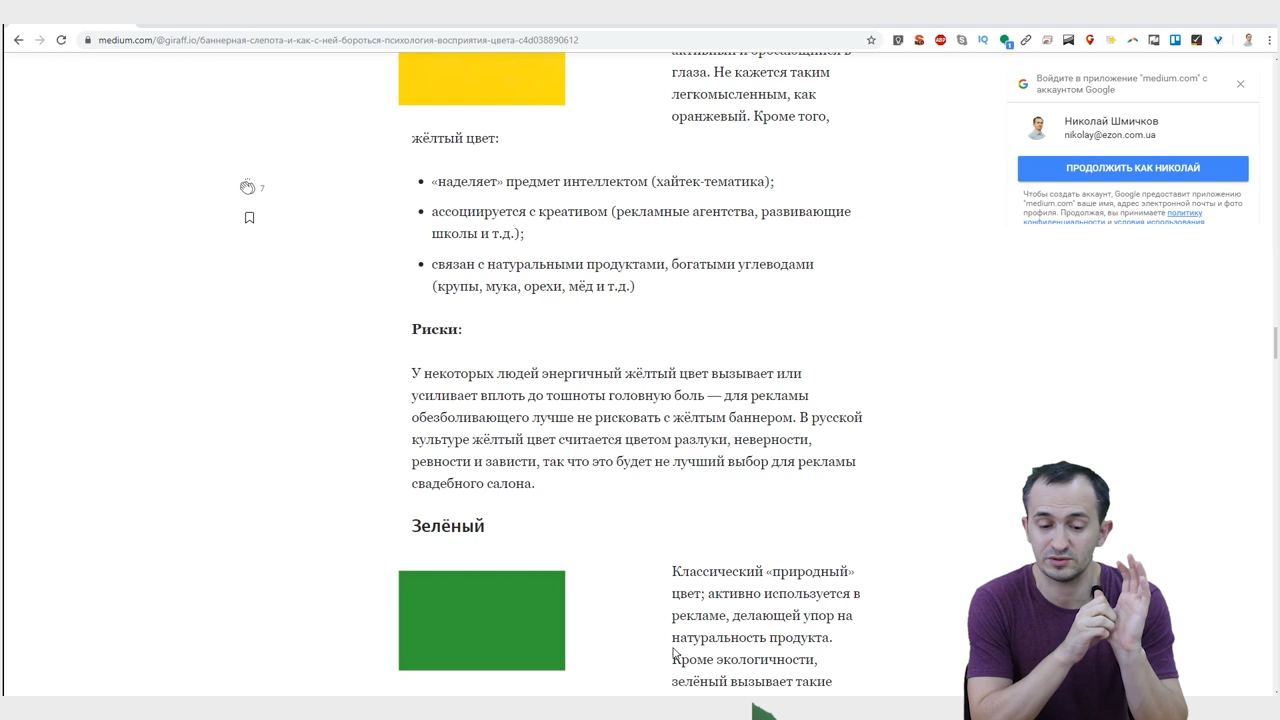 medium.com/@giraff.io/баннерная-слепота-и-как-с-ней-бороться-психология-восприятия-цвета-c4d038890612
Войдите в приложение "medium.com" с
аккаунтом Google
Николай Шмичков
nikolay@ezon.com.ua
ПРОДОЛЖИТЬ КАК НИКОЛАЙ
Чтобы создать аккаунт, Google предоставит приложению
"medium.com" ваше имя, адрес электронной почты и фото
профиля. Продолжая, вы принимаете политику
конфиденциальности и условия использования
активный и бросающийся в
глаза. Не кажется таким
легкомысленным, как
оранжевый. Кроме того,
жёлтый цвет:
7
• «наделяет» предмет интеллектом (хайтек-тематика);
• ассоциируется с креативом (рекламные агентства, развивающие
школы и т.д.);
• связан с натуральными продуктами, богатыми углеводами
(крупы, мука, орехи, мёд и т.д.)
Риски:
У некоторых людей энергичный жёлтый цвет вызывает или
усиливает вплоть до тошноты головную боль — для рекламы
обезболивающего лучше не рисковать с жёлтым баннером. В русской
культуре жёлтый цвет считается цветом разлуки, неверности,
ревности и зависти, так что это будет не лучший выбор для рекламы
свадебного салона.
Зелёный
Классический «природный»
цвет; активно используется в
рекламе, делающей упор на
натуральность продукта.
Кроме экологичности,
зелёный вызывает такие